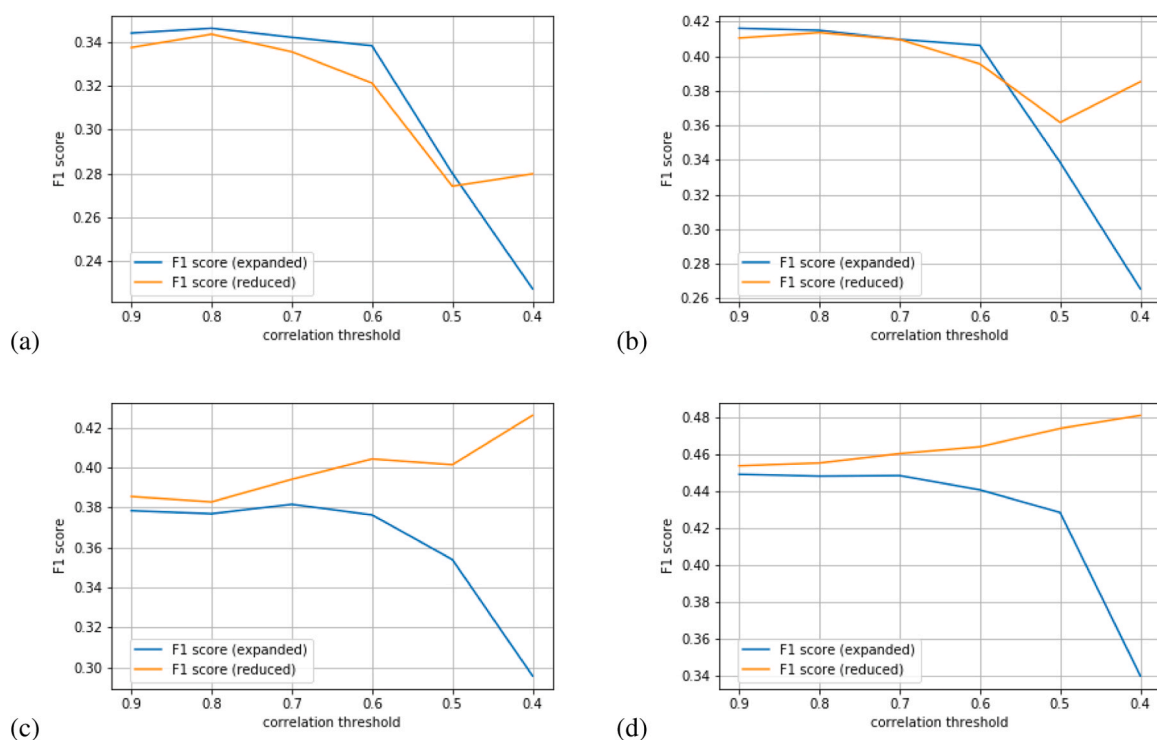 0.34
0.32
0.30
0.28
0.26
0.24
F1 score
F1 score (expanded)
F1 score (reduced)
0.9 0.8 0.7 0.6 0.5 0.4
correlation threshold
(a)
0.42
0.40
0.38
0.36
0.34
0.32
0.30
0.28
0.26
F1 score
F1 score (expanded)
F1 score (reduced)
0.9 0.8 0.7 0.6 0.5 0.4
correlation threshold
(b)
0.42
0.40
0.38
0.36
0.34
0.32
0.30
F1 score
F1 score (expanded)
F1 score (reduced)
0.9 0.8 0.7 0.6 0.5 0.4
correlation threshold
(c)
0.48
0.46
0.44
0.42
0.40
0.38
0.36
0.34
F1 score
F1 score (expanded)
F1 score (reduced)
0.9 0.8 0.7 0.6 0.5 0.4
correlation threshold
(d)